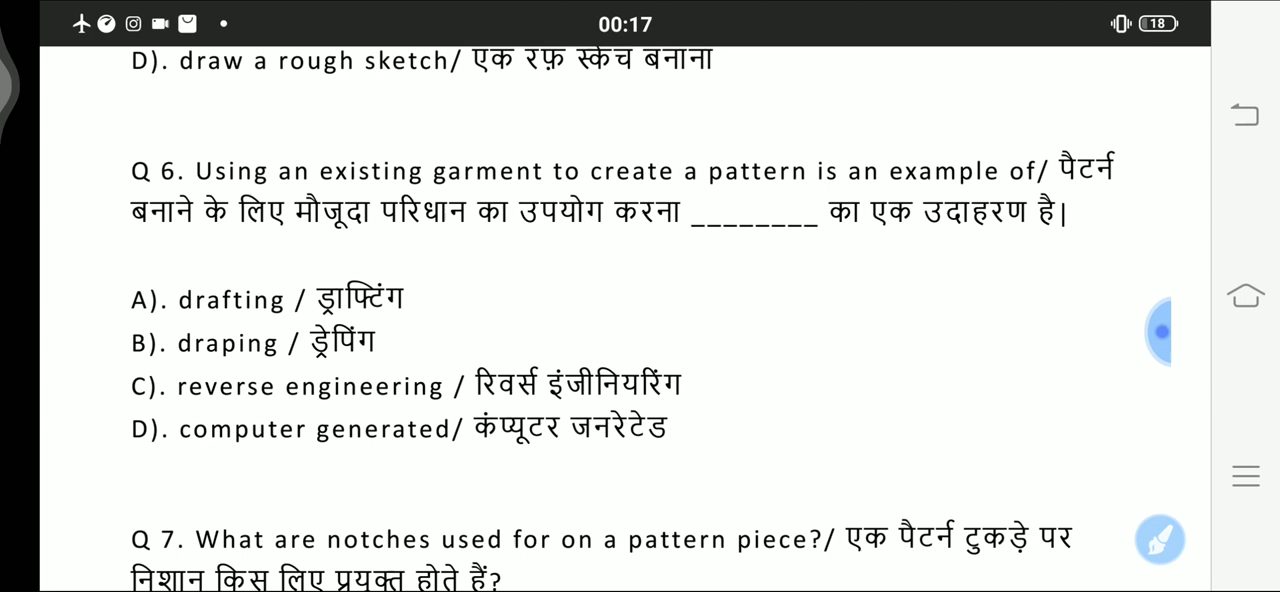 00:17
18
D). draw a rough sketch/ एक रफ़ स्केच बनाना
Q 6. Using an existing garment to create a pattern is an example of/ पैटर्न
बनाने के लिए मौजूदा परिधान का उपयोग करना ________ का एक उदाहरण है|
A). drafting / ड्राफ्टिंग
B). draping / ड्रेपिंग
C). reverse engineering / रिवर्स इंजीनियरिंग
D). computer generated/ कंप्यूटर जनरेटेड
Q 7. What are notches used for on a pattern piece?/ एक पैटर्न टुकड़े पर
निशान किस लिए प्रयुक्त होते हैं?